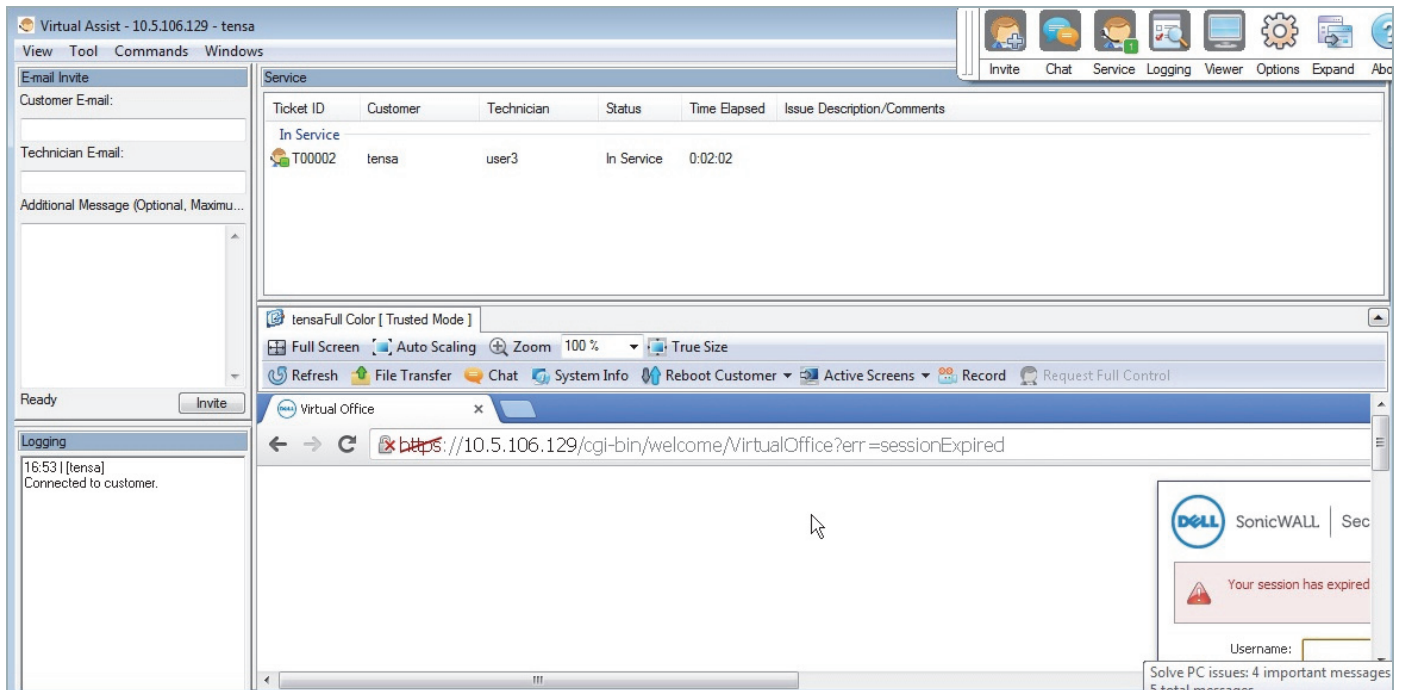 Virtual Assist - 10.5.106.129 - tensa
View Tool Commands Windows
Invite Chat Service Logging Viewer Options Expand Abo
E-mail Invite
Customer E-mail:
Technician E-mail:
Additional Message (Optional, Maximu...
Ready Invite
Service
Ticket ID Customer Technician Status Time Elapsed Issue Description/Comments
In Service
T00002 tensa user3 In Service 0:02:02
tensaFull Color [ Trusted Mode ]
Full Screen Auto Scaling Zoom 100 % True Size
Refresh File Transfer Chat System Info Reboot Customer Active Screens Record Request Full Control
Logging
16:53 | [tensa]
Connected to customer.
Virtual Office
https://10.5.106.129/cgi-bin/welcome/VirtualOffice?err=sessionExpired
DELL SonicWALL | Sec
Your session has expired
Username:
Solve PC issues: 4 important messages
5 total messages